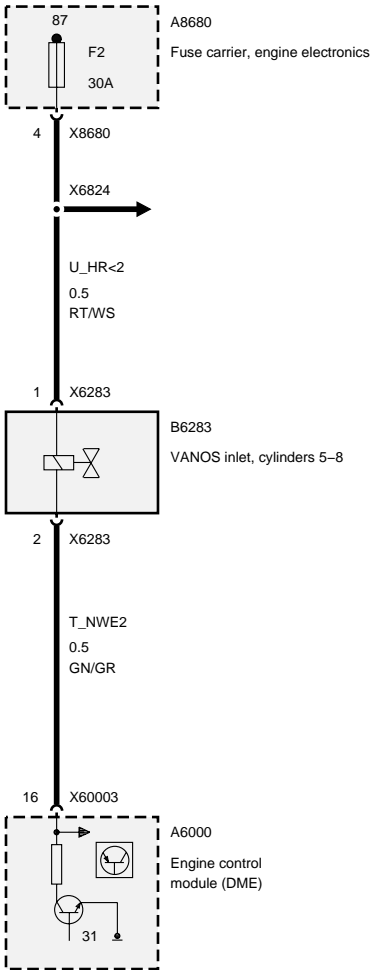 87
A8680
F2
Fuse carrier, engine electronics
30A
4 X8680
X6824
U_HR<2
0.5
RT/WS
1 X6283
B6283
VANOS inlet, cylinders 5–8
2 X6283
T_NWE2
0.5
GN/GR
16 X60003
A6000
Engine control
module (DME)
31